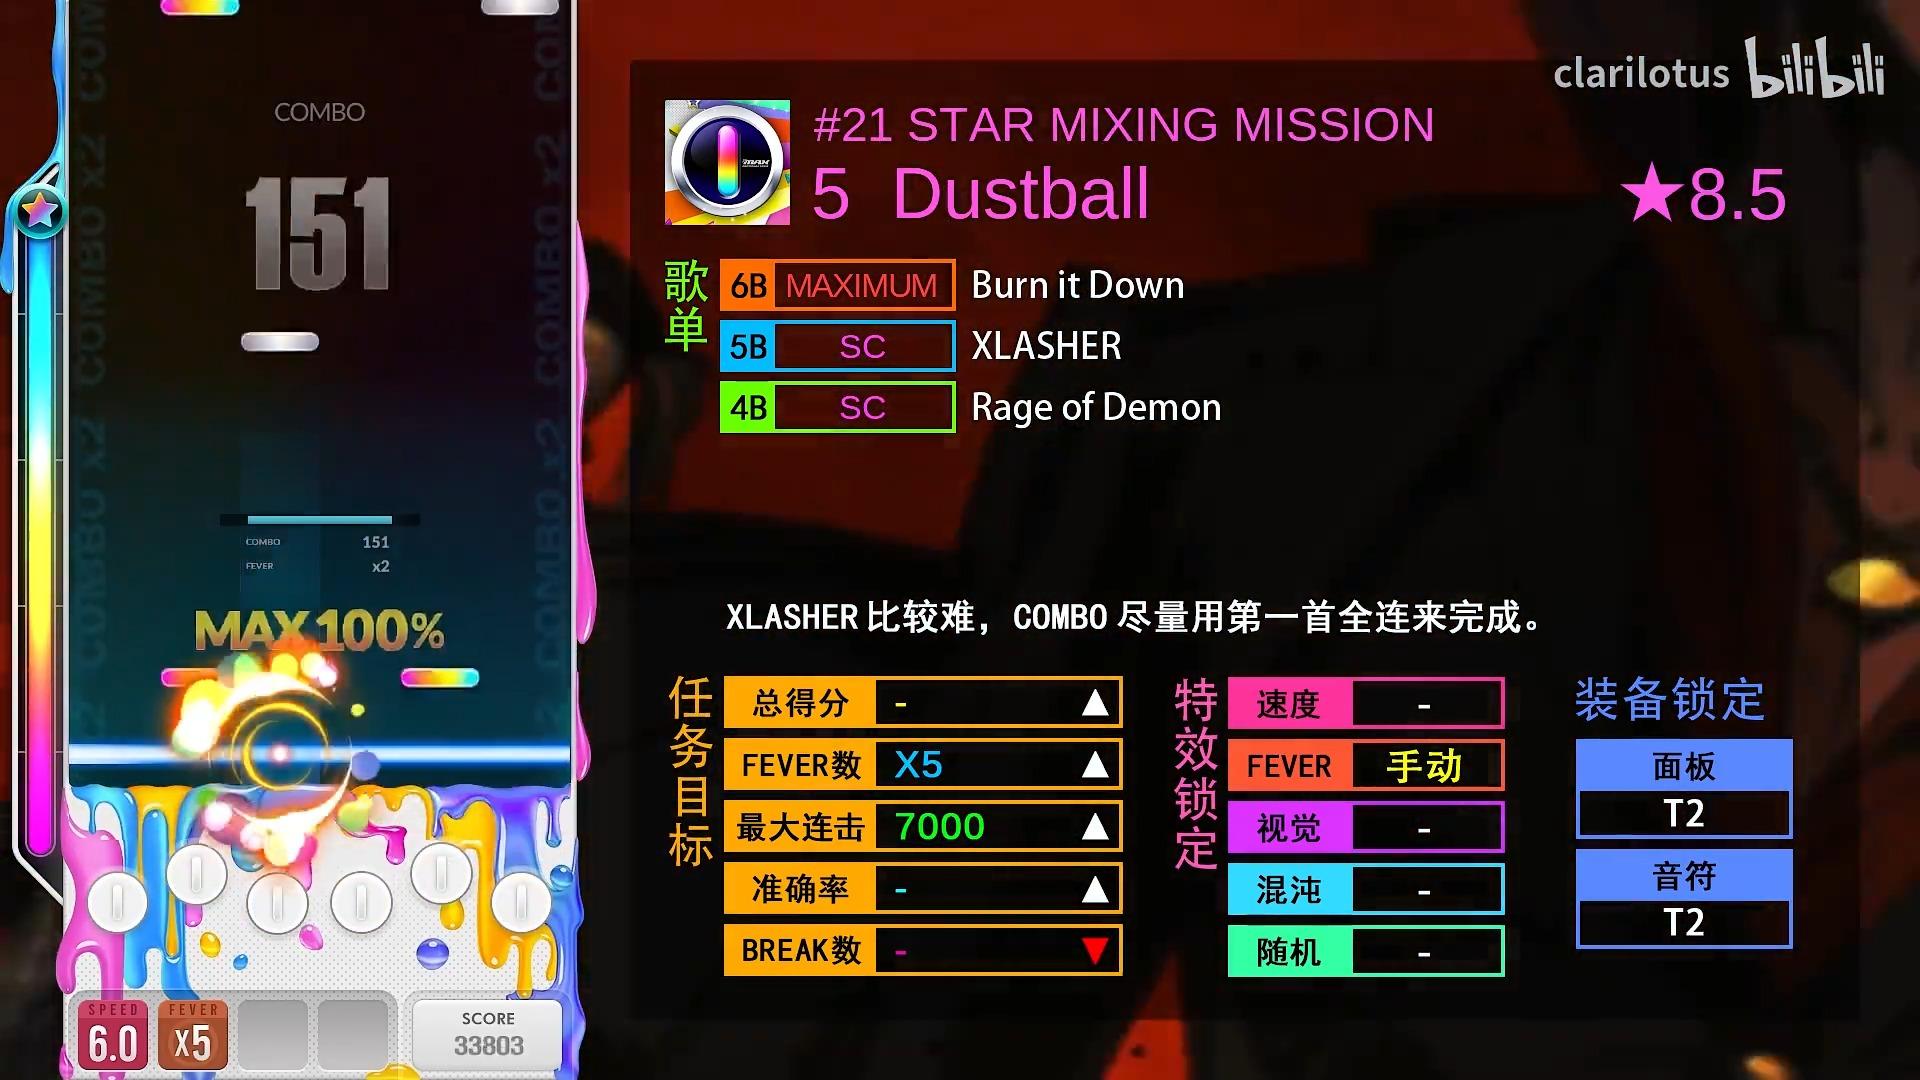 clarilotus bilibili
COMBO
151
COMBO 151
FEVER x2
MAX 100%
SPEED 6.0
FEVER x5
SCORE
33803
#21 STAR MIXING MISSION
5 Dustball
★8.5
歌单
6B MAXIMUM Burn it Down
5B SC XLASHER
4B SC Rage of Demon
XLASHER 比较难，COMBO 尽量用第一首全连来完成。
任务目标
总得分 - ▲
FEVER数 X5 ▲
最大连击 7000 ▲
准确率 - ▲
BREAK数 - ▼
特效锁定
速度 -
FEVER 手动
视觉 -
混沌 -
随机 -
装备锁定
面板
T2
音符
T2